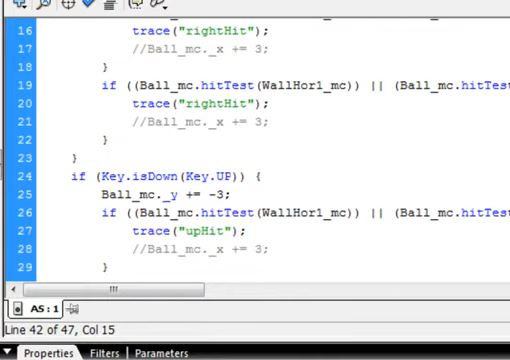 16 trace("rightHit");
17 //Ball_mc._x += 3;
18 }
19 if ((Ball_mc.hitTest(WallHor1_mc)) || (Ball_mc.hitTest
20 trace("rightHit");
21 //Ball_mc._x += 3;
22 }
23 }
24 if (Key.isDown(Key.UP)) {
25 Ball_mc._y += -3;
26 if ((Ball_mc.hitTest(WallHor1_mc)) || (Ball_mc.hitTest
27 trace("upHit");
28 //Ball_mc._x += 3;
29 }
AS : 1
Line 42 of 47, Col 15
Properties Filters Parameters